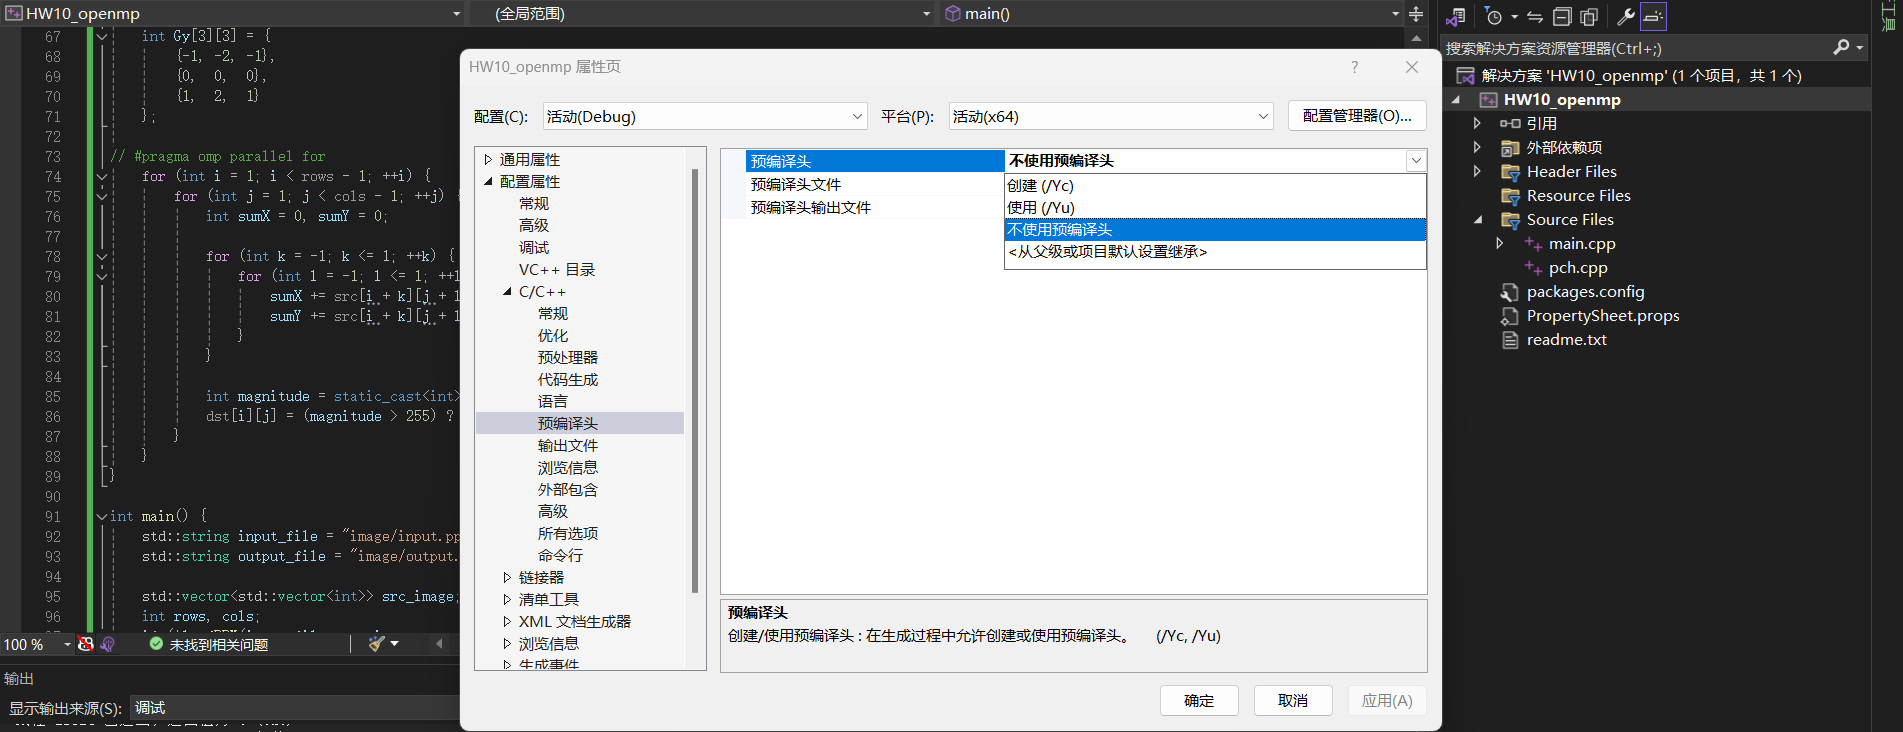 HW10_openmp
(全局范围)
main()
67 int Gy[3][3] = {
68 {-1, -2, -1},
69 {0, 0, 0},
70 {1, 2, 1}
71 };
72
73 // #pragma omp parallel for
74 for (int i = 1; i < rows - 1; ++i) {
75 for (int j = 1; j < cols - 1; ++j) {
76 int sumX = 0, sumY = 0;
77
78 for (int k = -1; k <= 1; ++k) {
79 for (int l = -1; l <= 1; ++l
80 sumX += src[i + k][j + l
81 sumY += src[i + k][j + l
82 }
83 }
84
85 int magnitude = static_cast<int>
86 dst[i][j] = (magnitude > 255) ?
87 }
88 }
89 }
90
91 int main() {
92 std::string input_file = "image/input.pp
93 std::string output_file = "image/output.
94
95 std::vector<std::vector<int>> src_image;
96 int rows, cols;
100 %
未找到相关问题
输出
显示输出来源(S):
调试
HW10_openmp 属性页
?
配置(C):
活动(Debug)
平台(P):
活动(x64)
配置管理器(O)...
通用属性
配置属性
常规
高级
调试
VC++ 目录
C/C++
常规
优化
预处理器
代码生成
语言
预编译头
输出文件
浏览信息
外部包含
高级
所有选项
命令行
链接器
清单工具
XML 文档生成器
浏览信息
生成事件
预编译头
不使用预编译头
预编译头文件
预编译头输出文件
创建 (/Yc)
使用 (/Yu)
不使用预编译头
<从父级或项目默认设置继承>
预编译头
创建/使用预编译头 : 在生成过程中允许创建或使用预编译头。 (/Yc, /Yu)
确定
取消
应用(A)
搜索解决方案资源管理器(Ctrl+;)
解决方案 'HW10_openmp' (1 个项目，共 1 个)
HW10_openmp
引用
外部依赖项
Header Files
Resource Files
Source Files
main.cpp
pch.cpp
packages.config
PropertySheet.props
readme.txt
工具